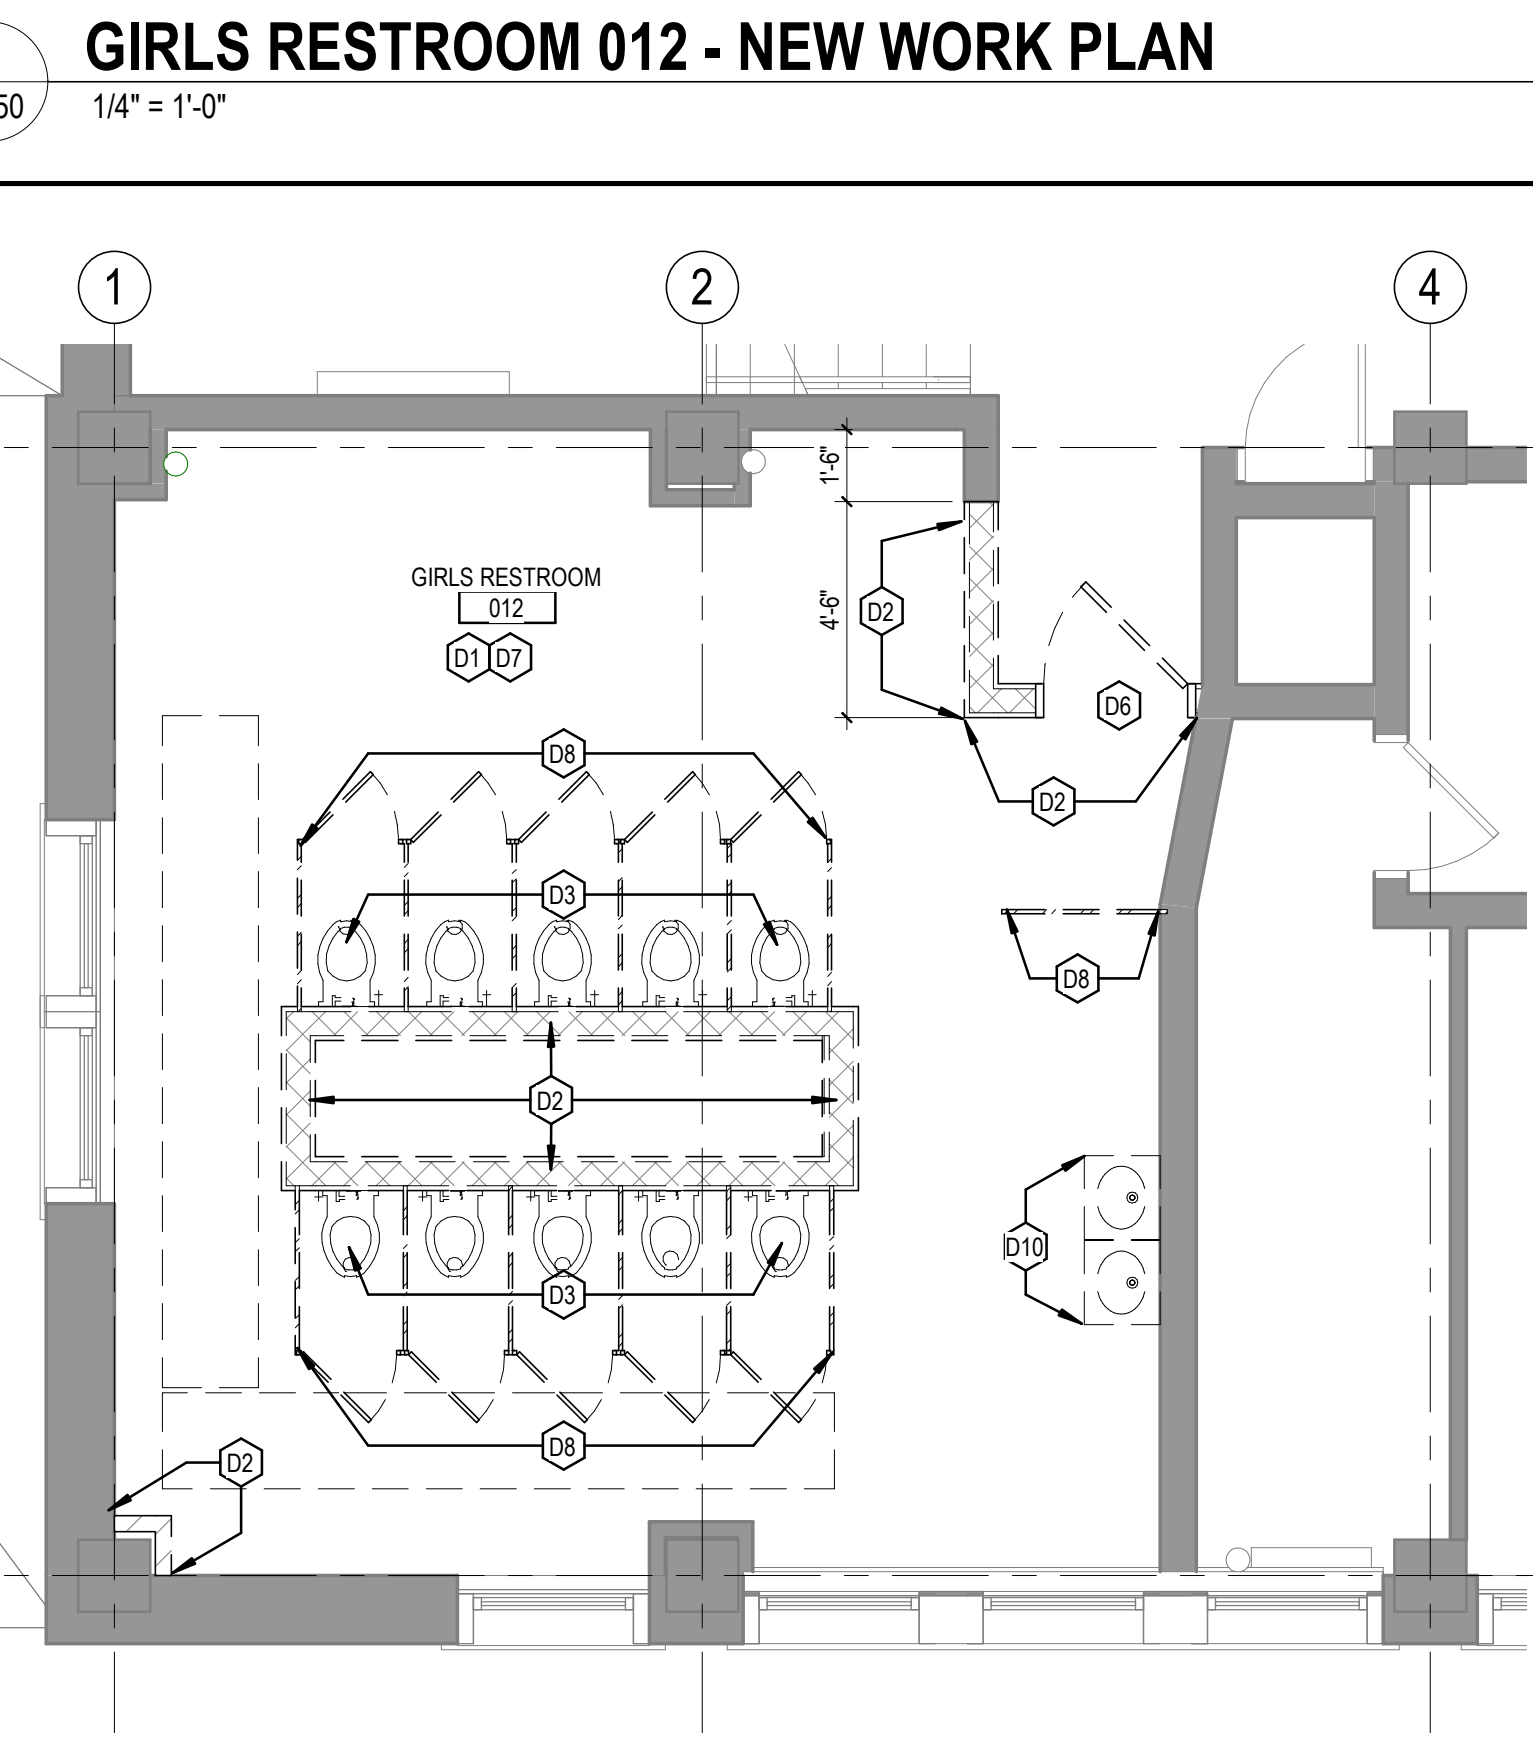 GIRLS RESTROOM 012 - NEW WORK PLAN
50
1/4" = 1'-0"
1
2
4
1'-6"
4'-6"
D2
GIRLS RESTROOM
012
D1 D7
D6
D8
D2
D3
D8
D2
D10
D3
D8
D2